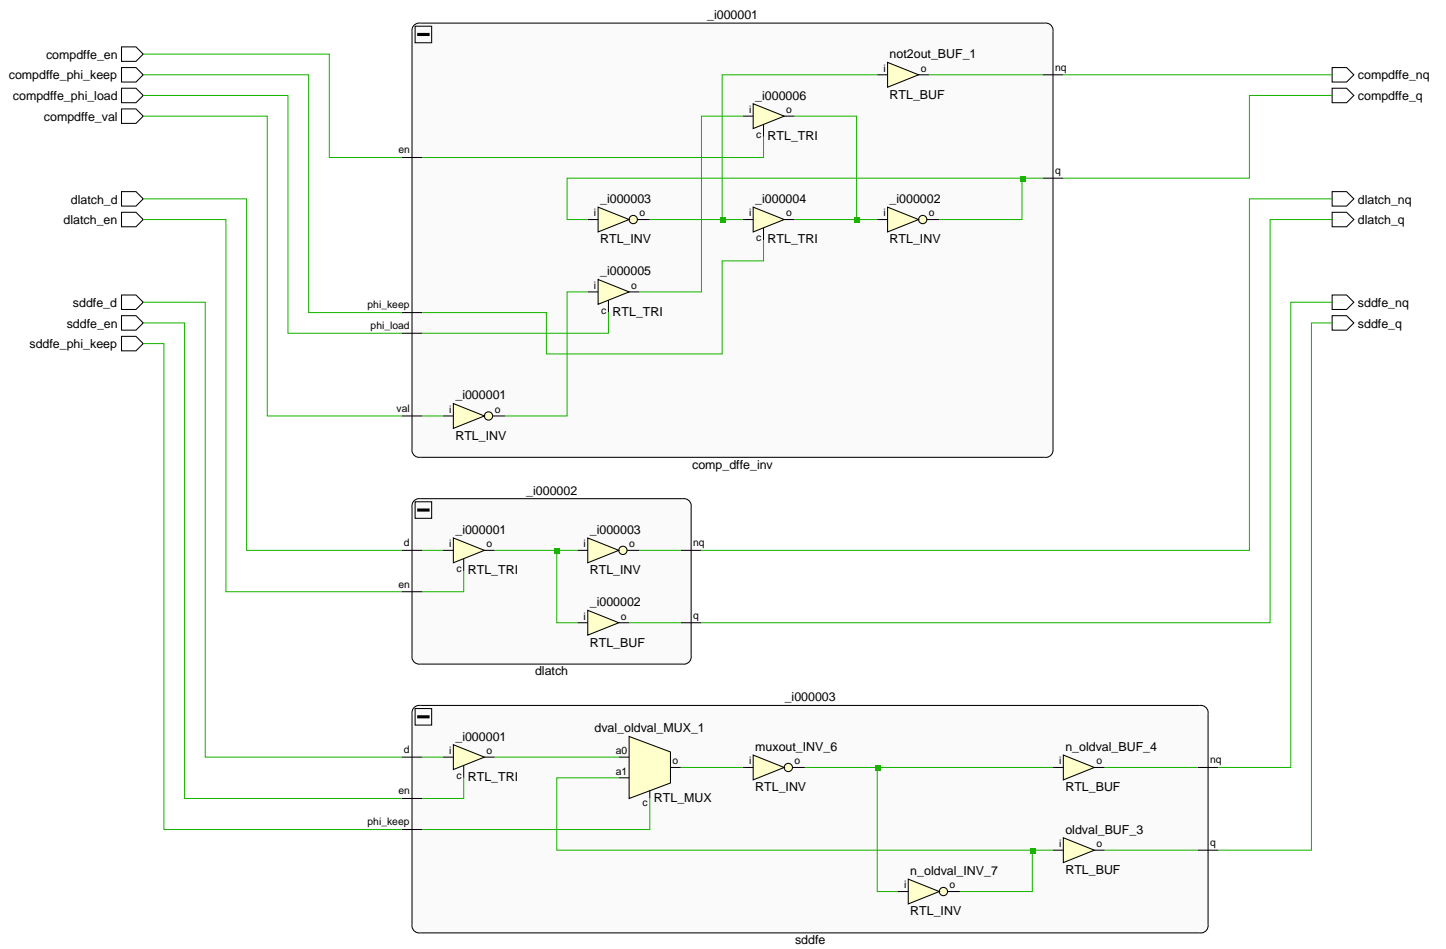 _i000001
compdffe_en
compdffe_phi_keep
compdffe_phi_load
compdffe_val
not2out_BUF_1
i
o
RTL_BUF
nq
compdffe_nq
compdffe_q
_i000006
i
o
c
RTL_TRI
en
q
dlatch_d
dlatch_en
_i000003
i
o
RTL_INV
_i000004
i
o
c
RTL_TRI
_i000002
i
o
RTL_INV
dlatch_nq
dlatch_q
_i000005
i
o
c
RTL_TRI
phi_keep
phi_load
sddfe_d
sddfe_en
sddfe_phi_keep
sddfe_nq
sddfe_q
val
_i000001
i
o
RTL_INV
comp_dffe_inv
_i000002
d
_i000001
i
o
c
RTL_TRI
en
_i000003
i
o
RTL_INV
nq
_i000002
i
o
RTL_BUF
q
dlatch
_i000003
d
_i000001
i
o
c
RTL_TRI
en
phi_keep
dval_oldval_MUX_1
a0
a1
o
c
RTL_MUX
muxout_INV_6
i
o
RTL_INV
n_oldval_BUF_4
i
o
RTL_BUF
nq
oldval_BUF_3
i
o
RTL_BUF
q
n_oldval_INV_7
i
o
RTL_INV
sddfe